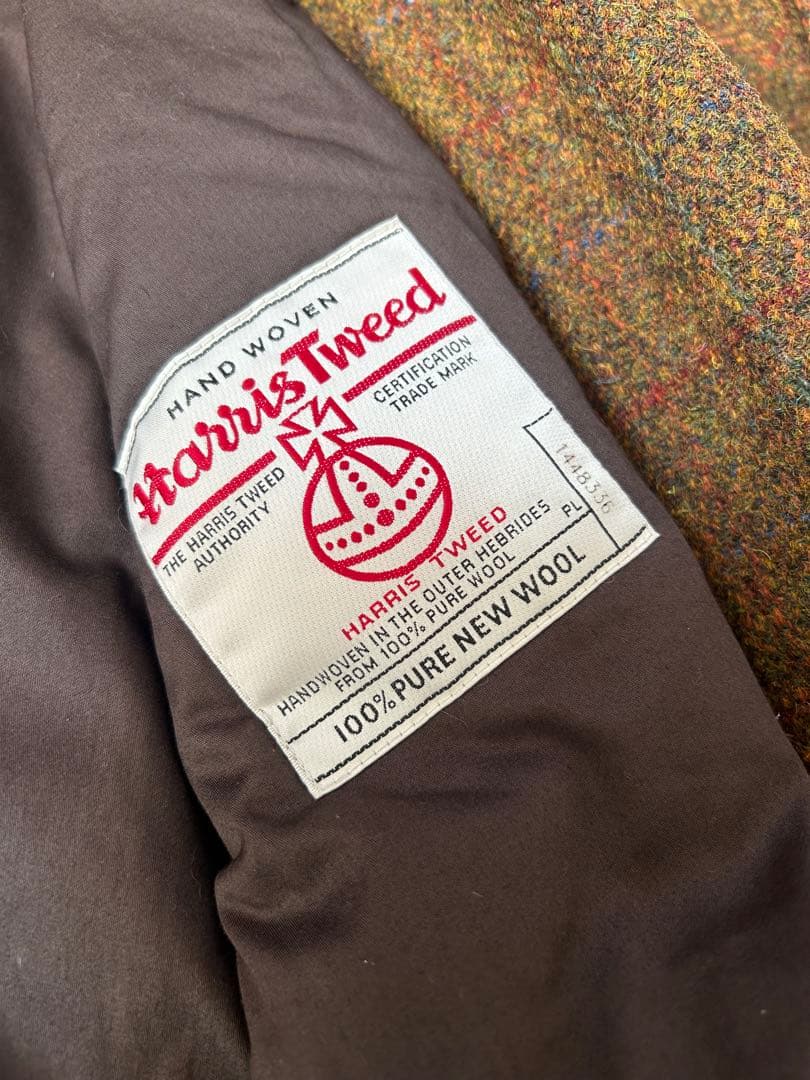 HAND WOVEN
Harris Tweed
CERTIFICATION
TRADE MARK
THE HARRIS TWEED
AUTHORITY
HARRIS TWEED
HANDWOVEN IN THE OUTER HEBRIDES
FROM 100% PURE WOOL
PL
1448336
100% PURE NEW WOOL